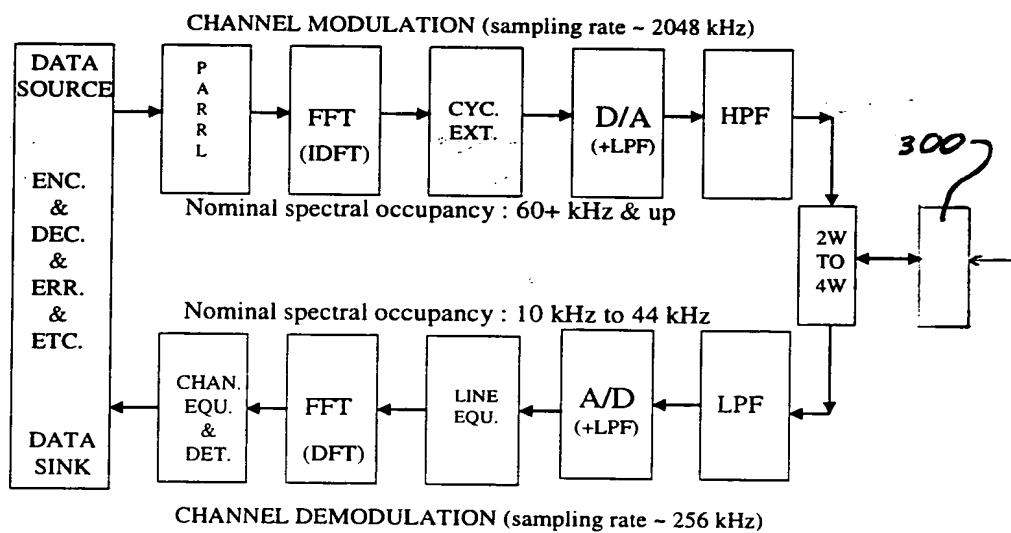 CHANNEL MODULATION (sampling rate ~ 2048 kHz)
DATA
SOURCE
ENC.
&
DEC.
&
ERR.
&
ETC.
DATA
SINK
P
A
R
R
L
FFT
(IDFT)
CYC.
EXT.
D/A
(+LPF)
HPF
300
Nominal spectral occupancy : 60+ kHz & up
2W
TO
4W
Nominal spectral occupancy : 10 kHz to 44 kHz
CHAN.
EQU.
&
DET.
FFT
(DFT)
LINE
EQU.
A/D
(+LPF)
LPF
CHANNEL DEMODULATION (sampling rate ~ 256 kHz)